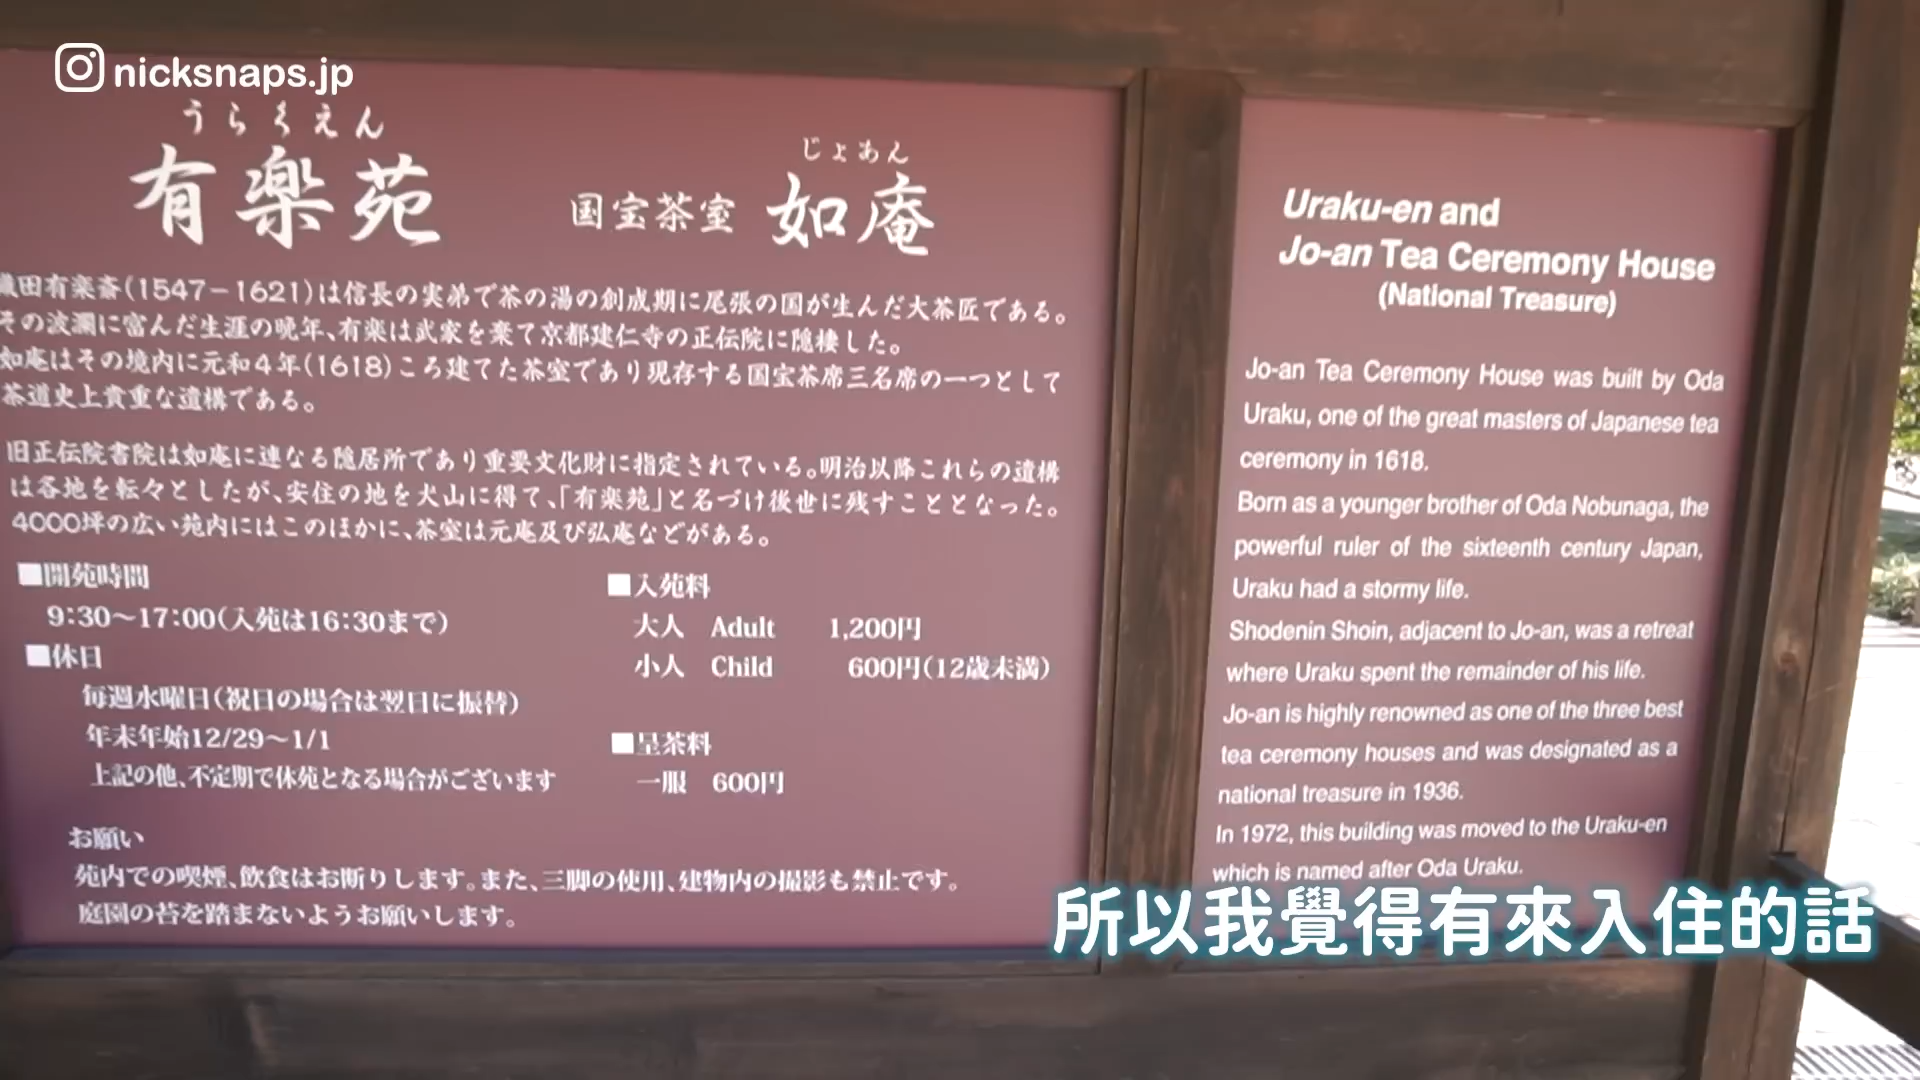 nicksnaps.jp
うらくえん
有楽苑
じょあん
国宝茶室 如庵
織田有楽斎(1547−1621)は信長の実弟で茶の湯の創成期に尾張の国が生んだ大茶匠である。
その波瀾に富んだ生涯の晩年、有楽は武家を棄て京都建仁寺の正伝院に隠棲した。
如庵はその境内に元和4年(1618)ころ建てた茶室であり現存する国宝茶席三名席の一つとして
茶道史上貴重な遺構である。
旧正伝院書院は如庵に連なる隠居所であり重要文化財に指定されている。明治以降これらの遺構
は各地を転々としたが、安住の地を犬山に得て、「有楽苑」と名づけ後世に残すこととなった。
4000坪の広い苑内にはこのほかに、茶室は元庵及び弘庵などがある。
■開苑時間
9:30〜17:00(入苑は16:30まで)
■休日
毎週水曜日(祝日の場合は翌日に振替)
年末年始12/29〜1/1
上記の他、不定期で休苑となる場合がございます
■入苑料
大人 Adult 1,200円
小人 Child 600円(12歳未満)
■呈茶料
一服 600円
お願い
苑内での喫煙、飲食はお断りします。また、三脚の使用、建物内の撮影も禁止です。
庭園の苔を踏まないようお願いします。
Uraku-en and
Jo-an Tea Ceremony House
(National Treasure)
Jo-an Tea Ceremony House was built by Oda
Uraku, one of the great masters of Japanese tea
ceremony in 1618.
Born as a younger brother of Oda Nobunaga, the
powerful ruler of the sixteenth century Japan,
Uraku had a stormy life.
Shodenin Shoin, adjacent to Jo-an, was a retreat
where Uraku spent the remainder of his life.
Jo-an is highly renowned as one of the three best
tea ceremony houses and was designated as a
national treasure in 1936.
In 1972, this building was moved to the Uraku-en
which is named after Oda Uraku.
所以我覺得有來入住的話